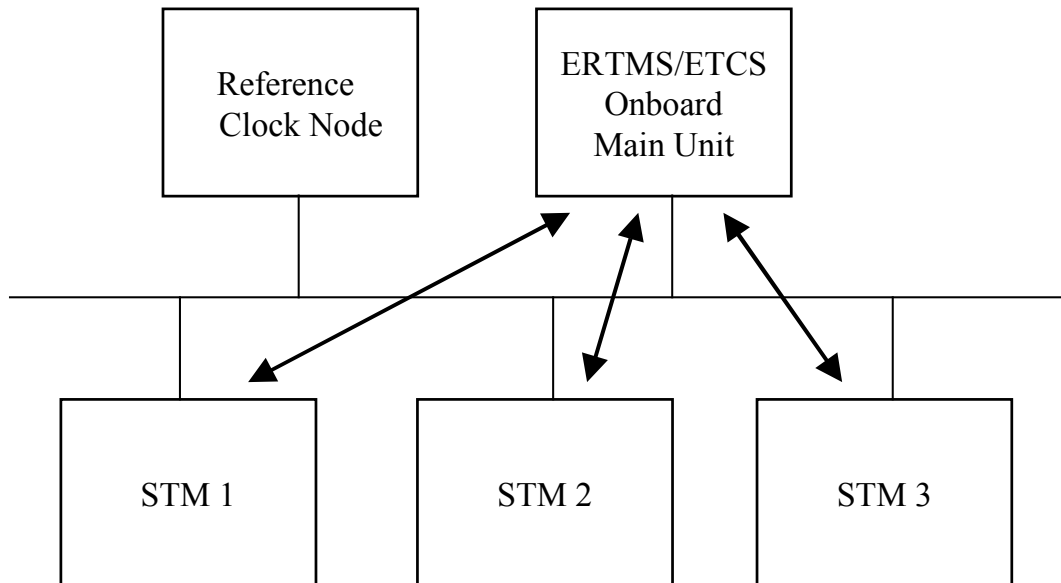 Reference
Clock Node
ERTMS/ETCS
Onboard
Main Unit
STM 1
STM 2
STM 3